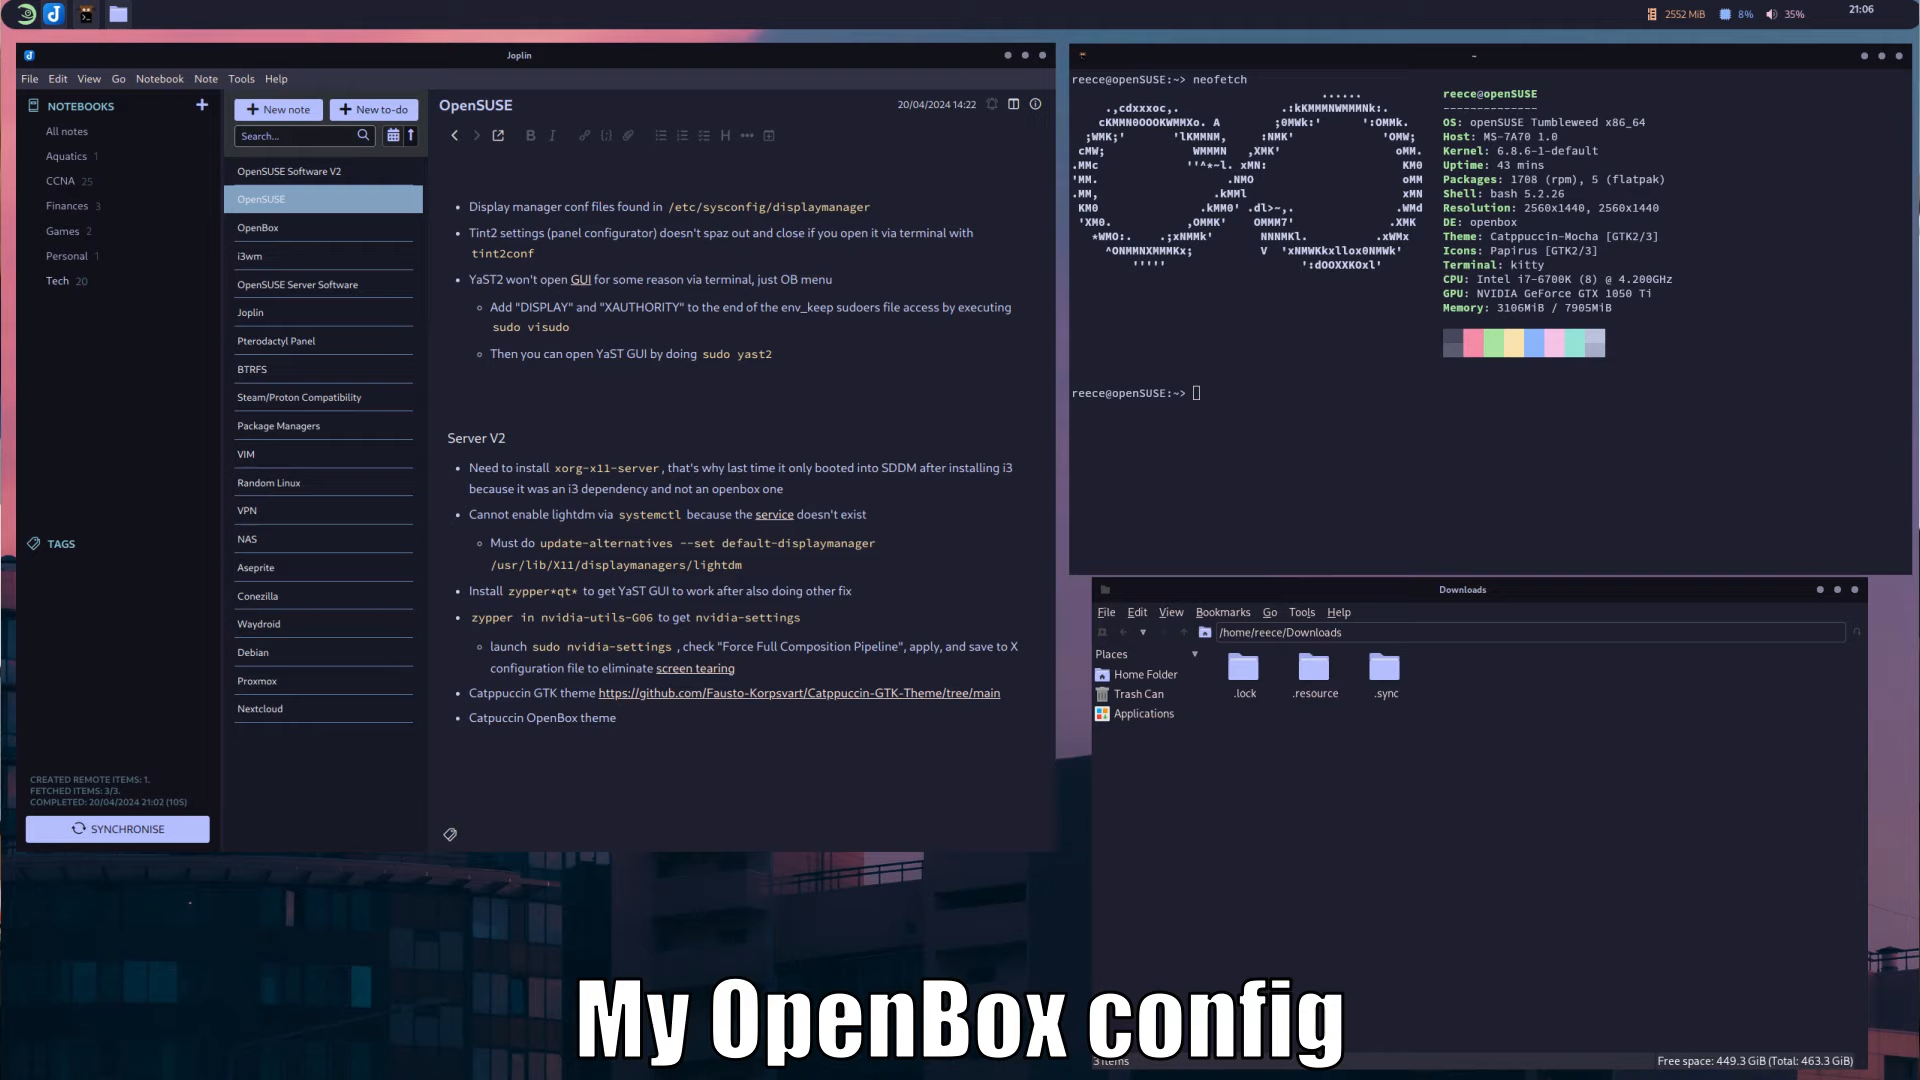 2552 MiB 8% 35% 21:06
Joplin
File Edit View Go Notebook Note Tools Help
NOTEBOOKS
All notes
Aquatics 1
CCNA 25
Finances 3
Games 2
Personal 1
Tech 20
TAGS
CREATED REMOTE ITEMS: 1.
FETCHED ITEMS: 3/3.
COMPLETED: 20/04/2024 21:02 (10S)
SYNCHRONISE
New note New to-do
Search...
OpenSUSE Software V2
OpenSUSE
OpenBox
i3wm
OpenSUSE Server Software
Joplin
Pterodactyl Panel
BTRFS
Steam/Proton Compatibility
Package Managers
VIM
Random Linux
VPN
NAS
Aseprite
Conezilla
Waydroid
Debian
Proxmox
Nextcloud
OpenSUSE 20/04/2024 14:22
Display manager conf files found in /etc/sysconfig/displaymanager
Tint2 settings (panel configurator) doesn't spaz out and close if you open it via terminal with
tint2conf
YaST2 won't open GUI for some reason via terminal, just OB menu
Add "DISPLAY" and "XAUTHORITY" to the end of the env_keep sudoers file access by executing
sudo visudo
Then you can open YaST GUI by doing sudo yast2
Server V2
Need to install xorg-x11-server, that's why last time it only booted into SDDM after installing i3
because it was an i3 dependency and not an openbox one
Cannot enable lightdm via systemctl because the service doesn't exist
Must do update-alternatives --set default-displaymanager
/usr/lib/X11/displaymanagers/lightdm
Install zypper*qt* to get YaST GUI to work after also doing other fix
zypper in nvidia-utils-G06 to get nvidia-settings
launch sudo nvidia-settings , check "Force Full Composition Pipeline", apply, and save to X
configuration file to eliminate screen tearing
Catppuccin GTK theme https://github.com/Fausto-Korpsvart/Catppuccin-GTK-Theme/tree/main
Catpuccin OpenBox theme
~
reece@openSUSE:~> neofetch
reece@openSUSE
--------------
OS: openSUSE Tumbleweed x86_64
Host: MS-7A70 1.0
Kernel: 6.8.6-1-default
Uptime: 43 mins
Packages: 1708 (rpm), 5 (flatpak)
Shell: bash 5.2.26
Resolution: 2560x1440, 2560x1440
DE: openbox
Theme: Catppuccin-Mocha [GTK2/3]
Icons: Papirus [GTK2/3]
Terminal: kitty
CPU: Intel i7-6700K (8) @ 4.200GHz
GPU: NVIDIA GeForce GTX 1050 Ti
Memory: 3106MiB / 7905MiB
reece@openSUSE:~>
Downloads
File Edit View Bookmarks Go Tools Help
/home/reece/Downloads
Places
Home Folder
Trash Can
Applications
.lock .resource .sync
3 items Free space: 449.3 GiB (Total: 463.3 GiB)
My OpenBox config